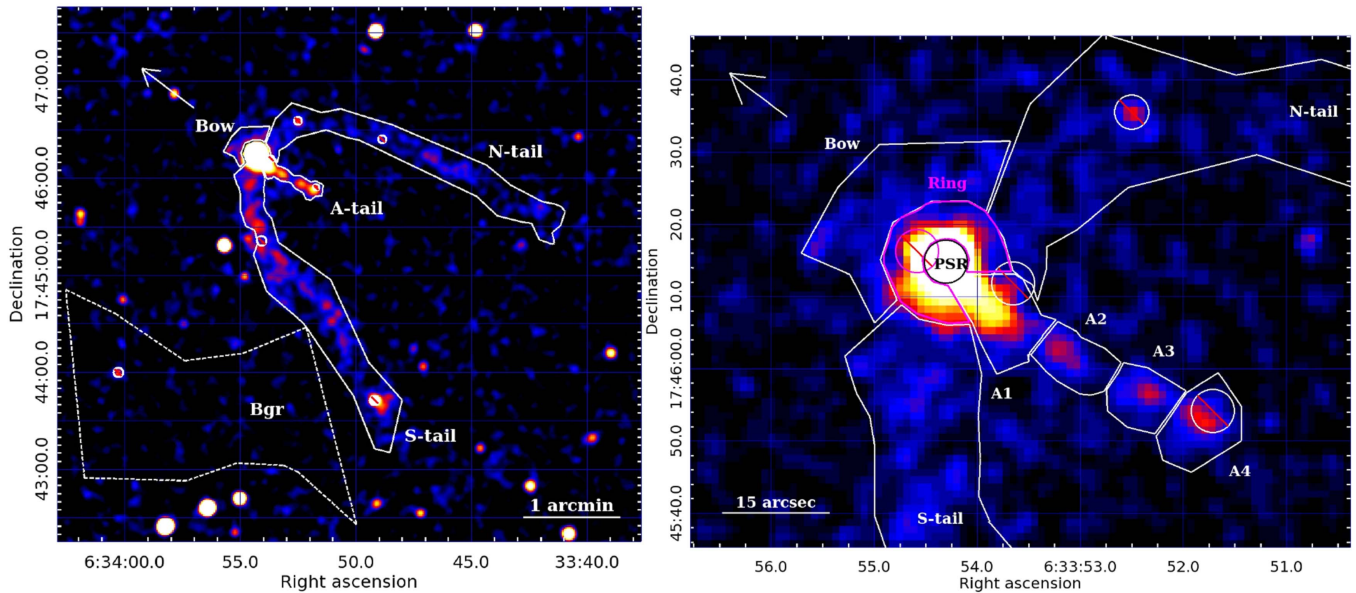 47:00.0
Bow
N-tail
46:00.0
A-tail
Declination
17:45:00.0
44:00.0
Bgr
S-tail
43:00.0
1 arcmin
6:34:00.0 55.0 50.0 45.0 33:40.0
Right ascension
40.0
N-tail
30.0
Bow
Ring
20.0
PSR
Declination
10.0
A2
A3
17:46:00.0
A1
50.0
A4
15 arcsec
S-tail
45:40.0
56.0 55.0 54.0 6:33:53.0 52.0 51.0
Right ascension